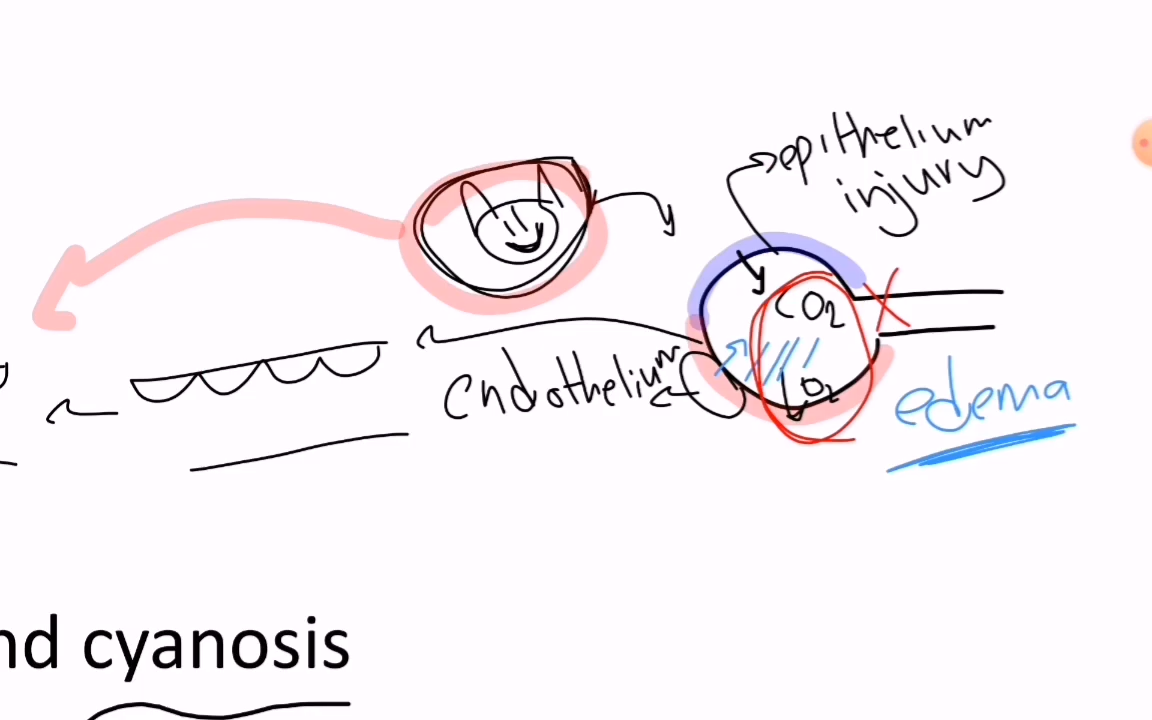 epithelium
injury
CO2
endothelium
O2
edema
nd cyanosis